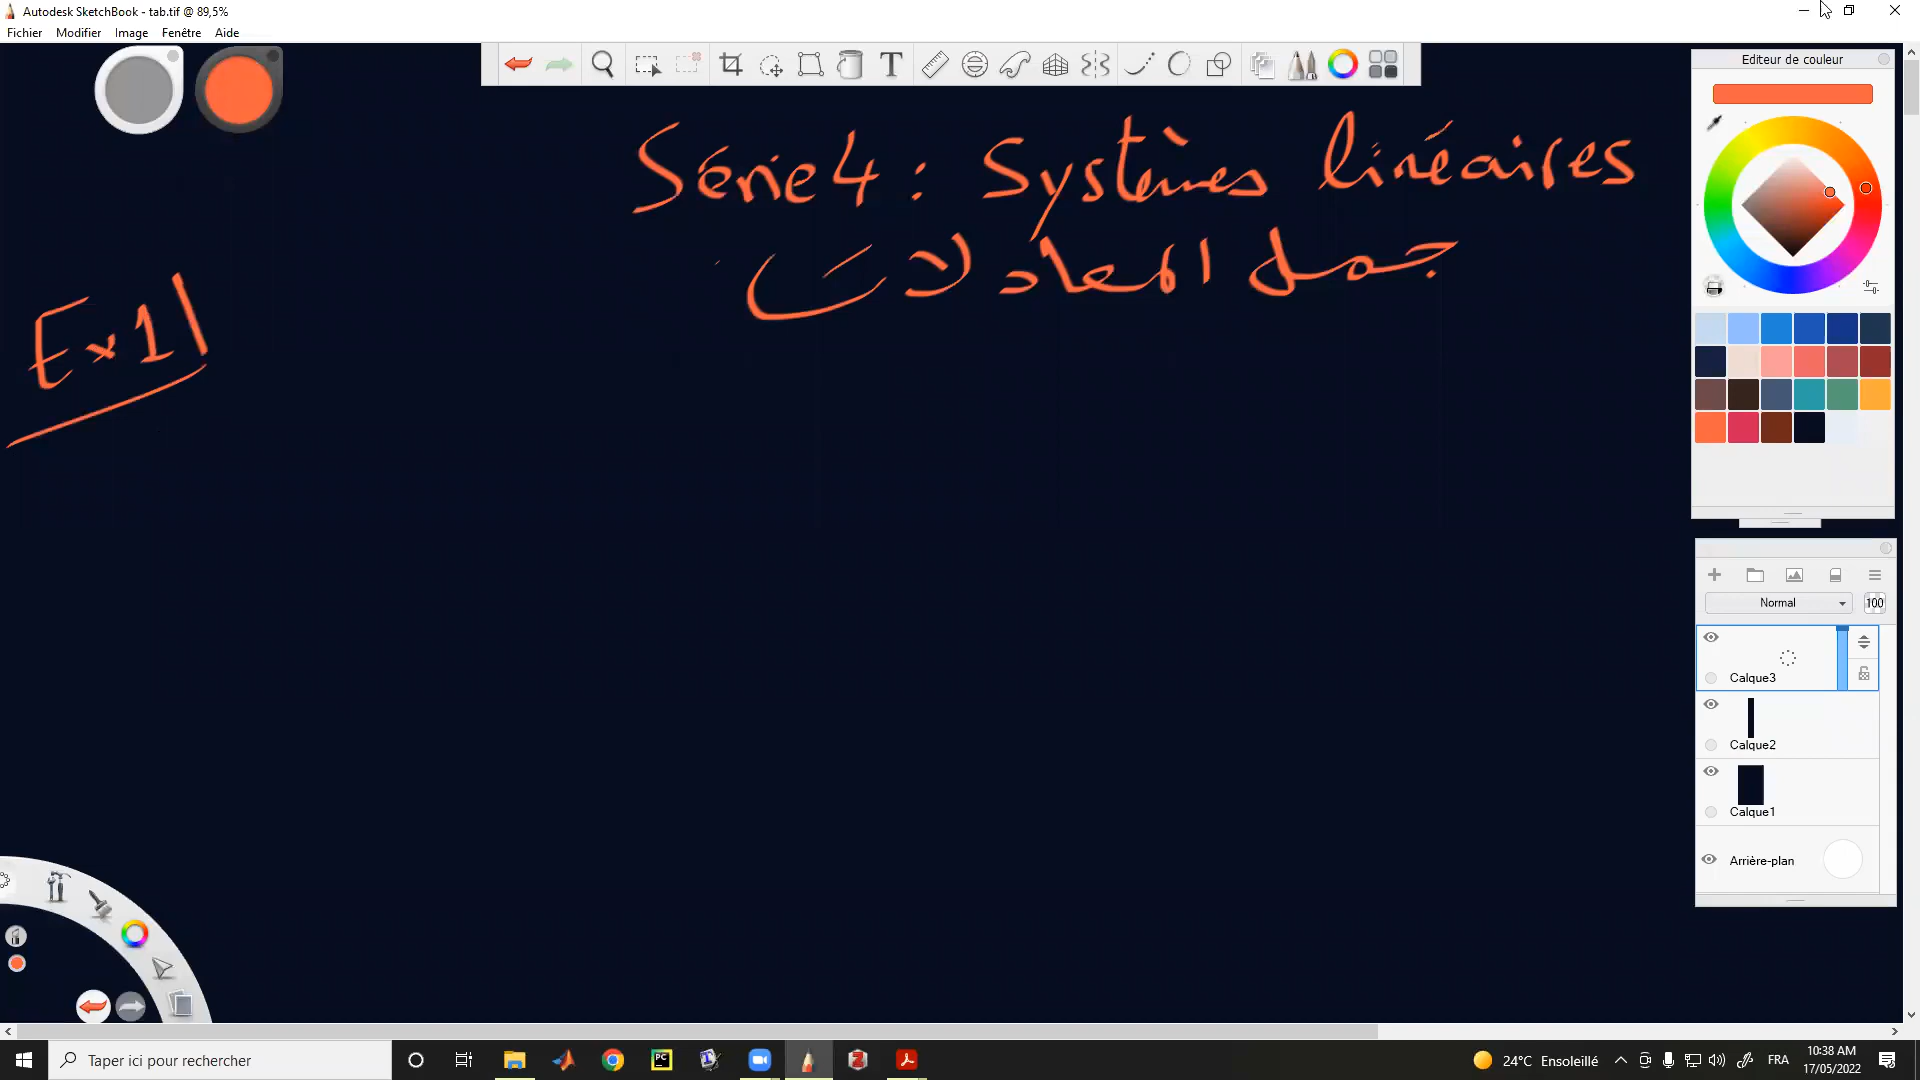 Autodesk SketchBook - tab.tif @ 89,5%
Fichier Modifier Image Fenêtre Aide
Editeur de couleur
Série 4 : Systèmes linéaires
جمل المعادلات
Ex 1
Normal 100
Calque3
Calque2
Calque1
Arrière-plan
Taper ici pour rechercher
PC
24°C Ensoleillé
FRA
10:38 AM
17/05/2022